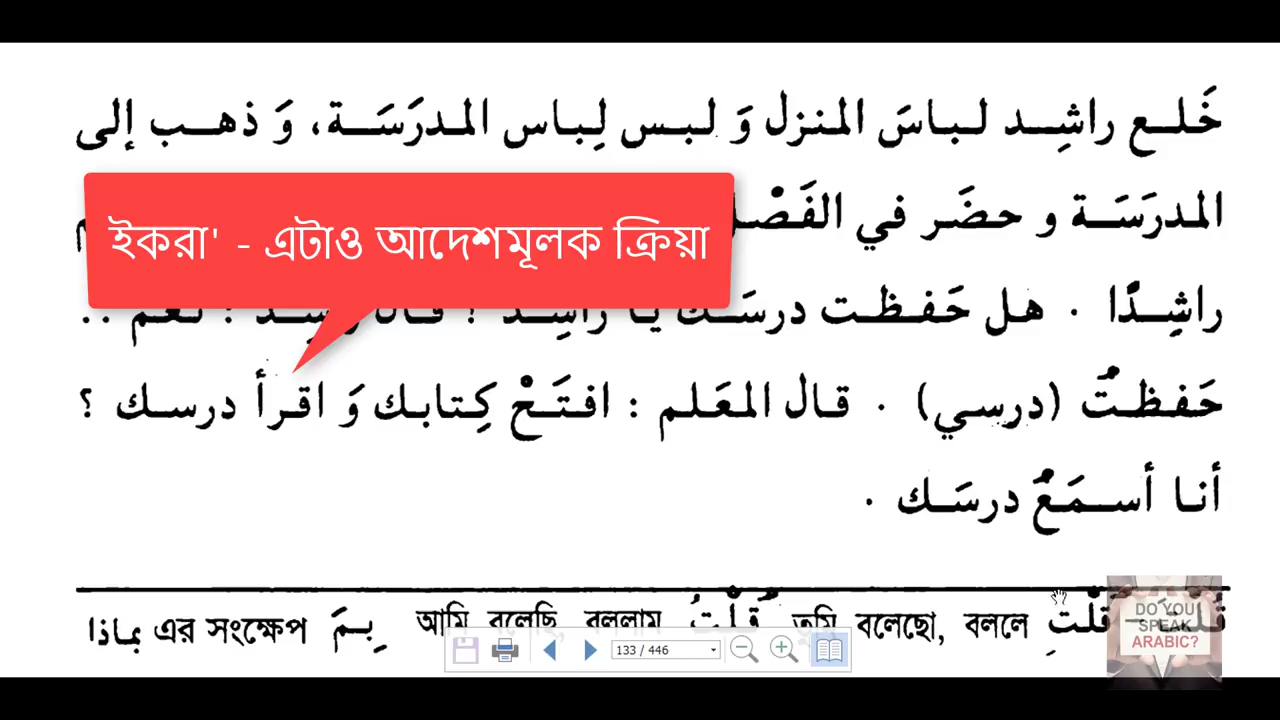 خَلع راشِد لباسَ المنزل وَ لبس لِباس المدرَسَة، وَ ذهب إلى
المدرَسَة و حضَر في الفَصْل
ইকরা' - এটাও আদেশমূলক ক্রিয়া
راشِدًا . هل حَفظت درسَك يا راشِد ؟ قال رَاشِد : نَعَم ..
حَفظتُ (درسي) . قال المعَلم : افتَحْ كِتابك وَ اقرأ درسك ؟
أنا أسمَعُ درسَك .
قُلْتِ তুমি বলেছো, বললে قُلْتُ আমি বলেছি, বললাম بِمَ এর সংক্ষেপ بماذا
133 / 446
DO YOU
SPEAK
ARABIC?